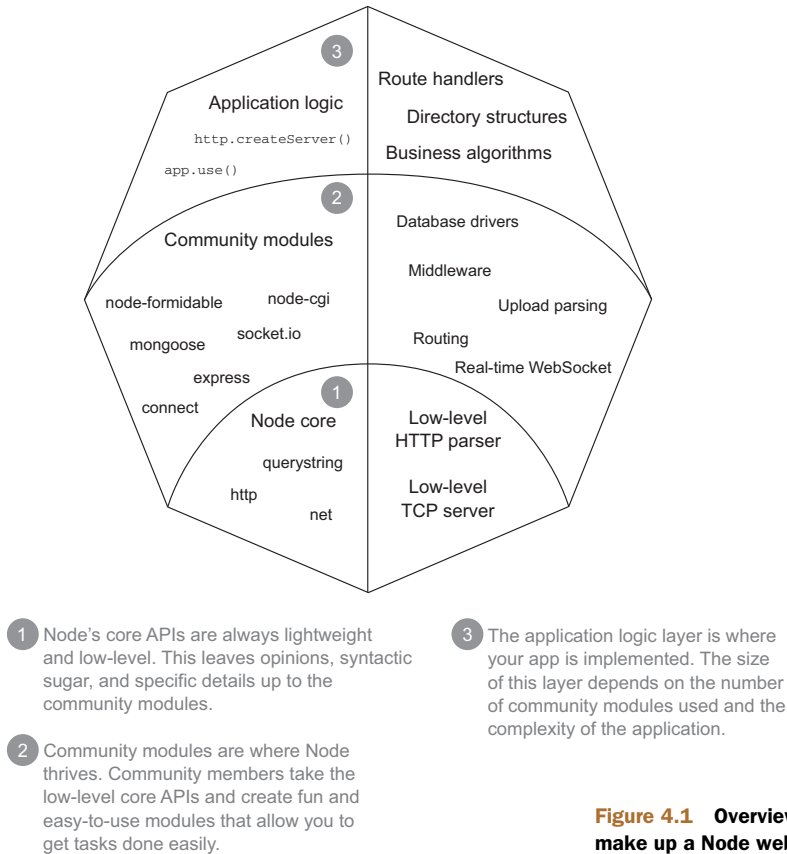 3
Application logic
http.createServer()
app.use()
Route handlers
Directory structures
Business algorithms
2
Community modules
node-formidable
node-cgi
mongoose
socket.io
express
connect
Database drivers
Middleware
Upload parsing
Routing
Real-time WebSocket
1
Node core
querystring
http
net
Low-level
HTTP parser
Low-level
TCP server
1 Node’s core APIs are always lightweight
and low-level. This leaves opinions, syntactic
sugar, and specific details up to the
community modules.
2 Community modules are where Node
thrives. Community members take the
low-level core APIs and create fun and
easy-to-use modules that allow you to
get tasks done easily.
3 The application logic layer is where
your app is implemented. The size
of this layer depends on the number
of community modules used and the
complexity of the application.
Figure 4.1 Overview
make up a Node web